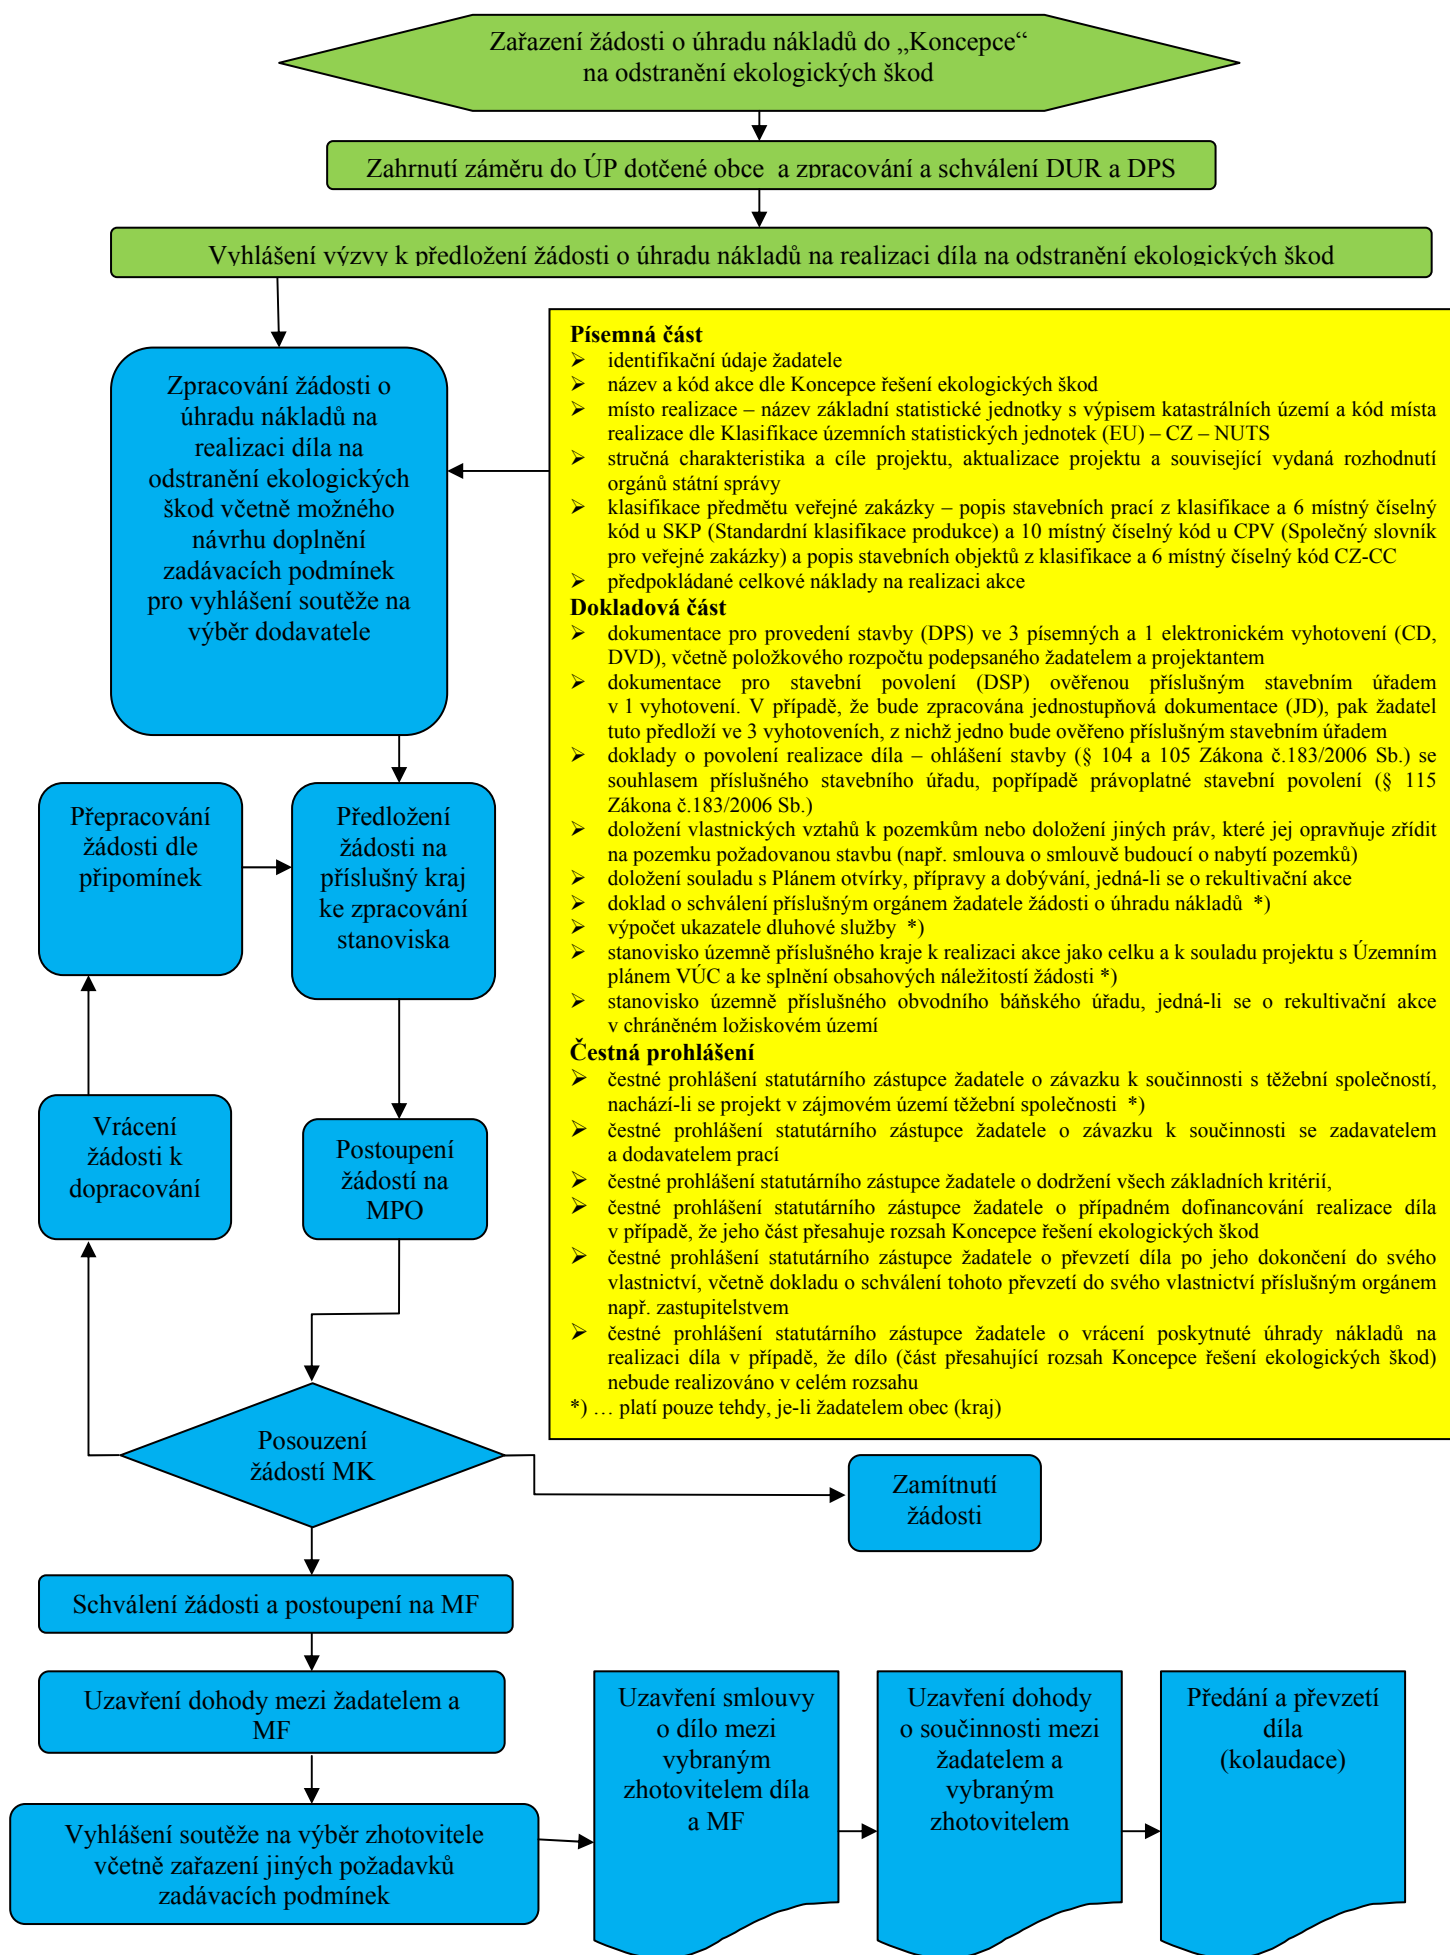 Zařazení žádosti o úhradu nákladů do „Koncepce“
na odstranění ekologických škod
Zahrnutí záměru do ÚP dotčené obce a zpracování a schválení DUR a DPS
Vyhlášení výzvy k předložení žádosti o úhradu nákladů na realizaci díla na odstranění ekologických škod
Zpracování žádosti o
úhradu nákladů na
realizaci díla na
odstranění ekologických
škod včetně možného
návrhu doplnění
zadávacích podmínek
pro vyhlášení soutěže na
výběr dodavatele
Písemná část
➢ identifikační údaje žadatele
➢ název a kód akce dle Koncepce řešení ekologických škod
➢ místo realizace – název základní statistické jednotky s výpisem katastrálních území a kód místa
realizace dle Klasifikace územních statistických jednotek (EU) – CZ – NUTS
➢ stručná charakteristika a cíle projektu, aktualizace projektu a související vydaná rozhodnutí
orgánů státní správy
➢ klasifikace předmětu veřejné zakázky – popis stavebních prací z klasifikace a 6 místný číselný
kód u SKP (Standardní klasifikace produkce) a 10 místný číselný kód u CPV (Společný slovník
pro veřejné zakázky) a popis stavebních objektů z klasifikace a 6 místný číselný kód CZ-CC
➢ předpokládané celkové náklady na realizaci akce
Dokladová část
➢ dokumentace pro provedení stavby (DPS) ve 3 písemných a 1 elektronickém vyhotovení (CD,
DVD), včetně položkového rozpočtu podepsaného žadatelem a projektantem
➢ dokumentace pro stavební povolení (DSP) ověřenou příslušným stavebním úřadem
v 1 vyhotovení. V případě, že bude zpracována jednostupňová dokumentace (JD), pak žadatel
tuto předloží ve 3 vyhotoveních, z nichž jedno bude ověřeno příslušným stavebním úřadem
➢ doklady o povolení realizace díla – ohlášení stavby (§ 104 a 105 Zákona č.183/2006 Sb.) se
souhlasem příslušného stavebního úřadu, popřípadě právoplatné stavební povolení (§ 115
Zákona č.183/2006 Sb.)
➢ doložení vlastnických vztahů k pozemkům nebo doložení jiných práv, které jej opravňuje zřídit
na pozemku požadovanou stavbu (např. smlouva o smlouvě budoucí o nabytí pozemků)
➢ doložení souladu s Plánem otvírky, přípravy a dobývání, jedná-li se o rekultivační akce
➢ doklad o schválení příslušným orgánem žadatele žádosti o úhradu nákladů *)
➢ výpočet ukazatele dluhové služby *)
➢ stanovisko územně příslušného kraje k realizaci akce jako celku a k souladu projektu s Územním
plánem VÚC a ke splnění obsahových náležitostí žádosti *)
➢ stanovisko územně příslušného obvodního báňského úřadu, jedná-li se o rekultivační akce
v chráněném ložiskovém území
Čestná prohlášení
➢ čestné prohlášení statutárního zástupce žadatele o závazku k součinnosti s těžební společností,
nachází-li se projekt v zájmovém území těžební společnosti *)
➢ čestné prohlášení statutárního zástupce žadatele o závazku k součinnosti se zadavatelem
a dodavatelem prací
➢ čestné prohlášení statutárního zástupce žadatele o dodržení všech základních kritérií,
➢ čestné prohlášení statutárního zástupce žadatele o případném dofinancování realizace díla
v případě, že jeho část přesahuje rozsah Koncepce řešení ekologických škod
➢ čestné prohlášení statutárního zástupce žadatele o převzetí díla po jeho dokončení do svého
vlastnictví, včetně dokladu o schválení tohoto převzetí do svého vlastnictví příslušným orgánem
např. zastupitelstvem
➢ čestné prohlášení statutárního zástupce žadatele o vrácení poskytnuté úhrady nákladů na
realizaci díla v případě, že dílo (část přesahující rozsah Koncepce řešení ekologických škod)
nebude realizováno v celém rozsahu
*) … platí pouze tehdy, je-li žadatelem obec (kraj)
Přepracování
žádosti dle
připomínek
Předložení
žádosti na
příslušný kraj
ke zpracování
stanoviska
Vrácení
žádosti k
dopracování
Postoupení
žádostí na
MPO
Posouzení
žádostí MK
Zamítnutí
žádosti
Schválení žádosti a postoupení na MF
Uzavření dohody mezi žadatelem a
MF
Vyhlášení soutěže na výběr zhotovitele
včetně zařazení jiných požadavků
zadávacích podmínek
Uzavření smlouvy
o dílo mezi
vybraným
zhotovitelem díla
a MF
Uzavření dohody
o součinnosti mezi
žadatelem a
vybraným
zhotovitelem
Předání a převzetí
díla
(kolaudace)